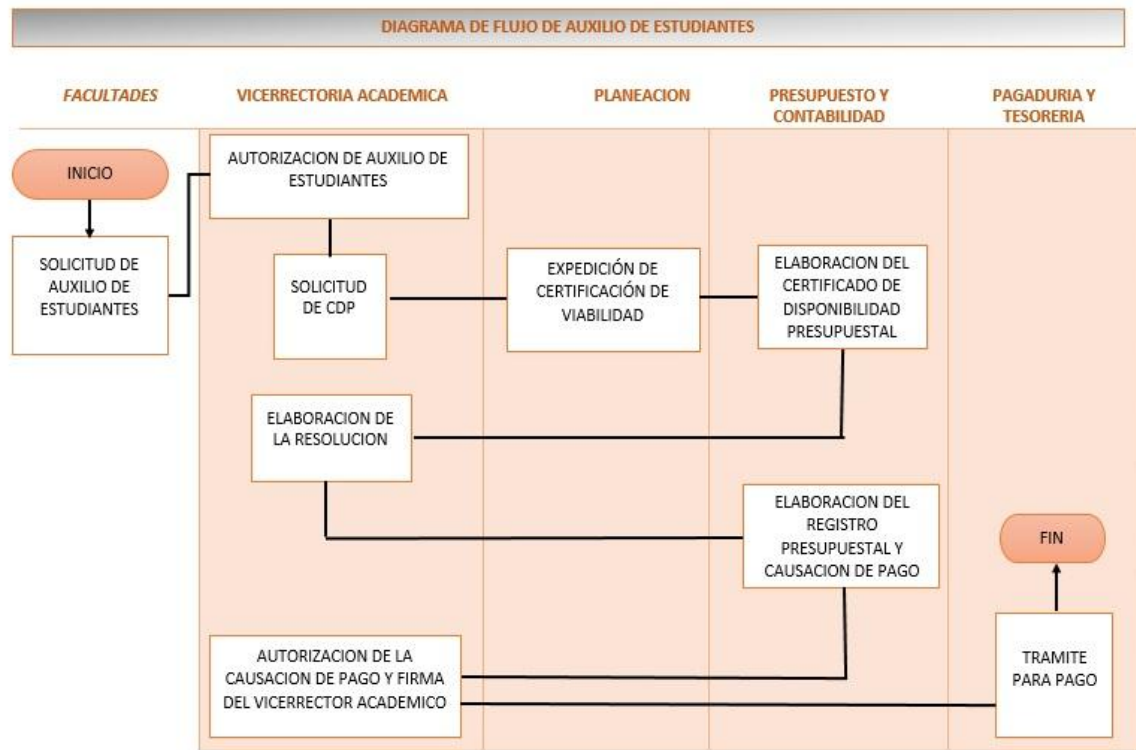 DIAGRAMA DE FLUJO DE AUXILIO DE ESTUDIANTES
FACULTADES
VICERRECTORIA ACADEMICA
PLANEACION
PRESUPUESTO Y
CONTABILIDAD
PAGADURIA Y
TESORERIA
INICIO
SOLICITUD DE
AUXILIO DE
ESTUDIANTES
AUTORIZACION DE AUXILIO DE
ESTUDIANTES
SOLICITUD
DE CDP
EXPEDICIÓN DE
CERTIFICACIÓN DE
VIABILIDAD
ELABORACION DEL
CERTIFICADO DE
DISPONIBILIDAD
PRESUPUESTAL
ELABORACION DE
LA RESOLUCION
ELABORACION DEL
REGISTRO
PRESUPUESTAL Y
CAUSACION DE PAGO
AUTORIZACION DE LA
CAUSACION DE PAGO Y FIRMA
DEL VICERRECTOR ACADEMICO
TRAMITE
PARA PAGO
FIN